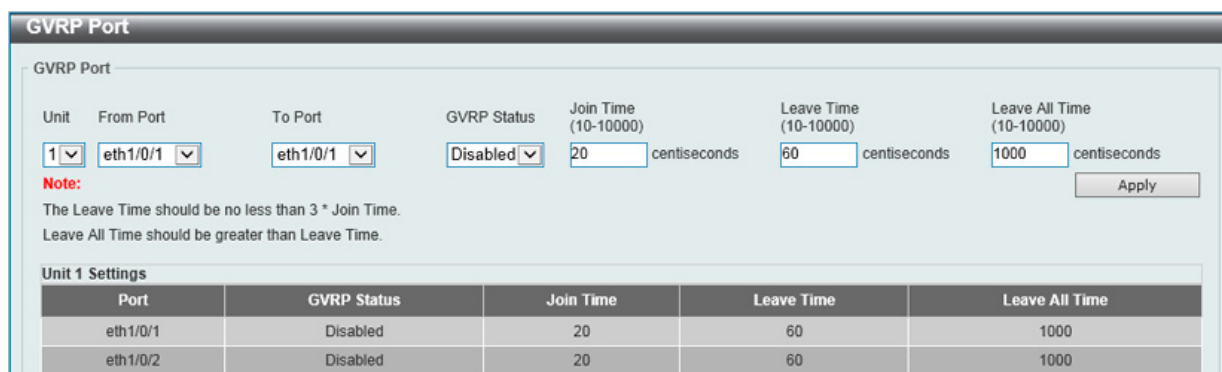 GVRP Port
GVRP Port
Unit From Port To Port GVRP Status Join Time (10-10000) Leave Time (10-10000) Leave All Time (10-10000)
1 eth1/0/1 eth1/0/1 Disabled 20 centiseconds 60 centiseconds 1000 centiseconds
Note: Apply
The Leave Time should be no less than 3 * Join Time.
Leave All Time should be greater than Leave Time.
Unit 1 Settings
Port GVRP Status Join Time Leave Time Leave All Time
eth1/0/1 Disabled 20 60 1000
eth1/0/2 Disabled 20 60 1000